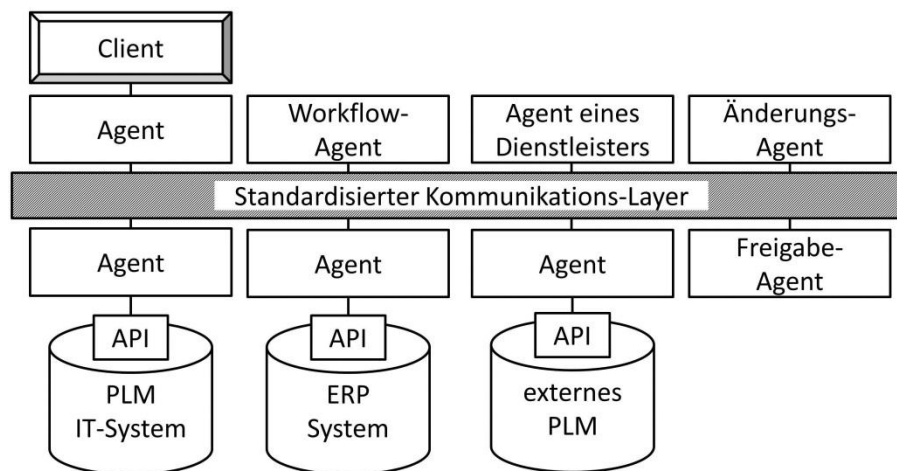 Client
Agent
Workflow-
Agent
Agent eines
Dienstleisters
Änderungs-
Agent
Standardisierter Kommunikations-Layer
Agent
Agent
Agent
Freigabe-
Agent
API
API
API
PLM
IT-System
ERP
System
externes
PLM